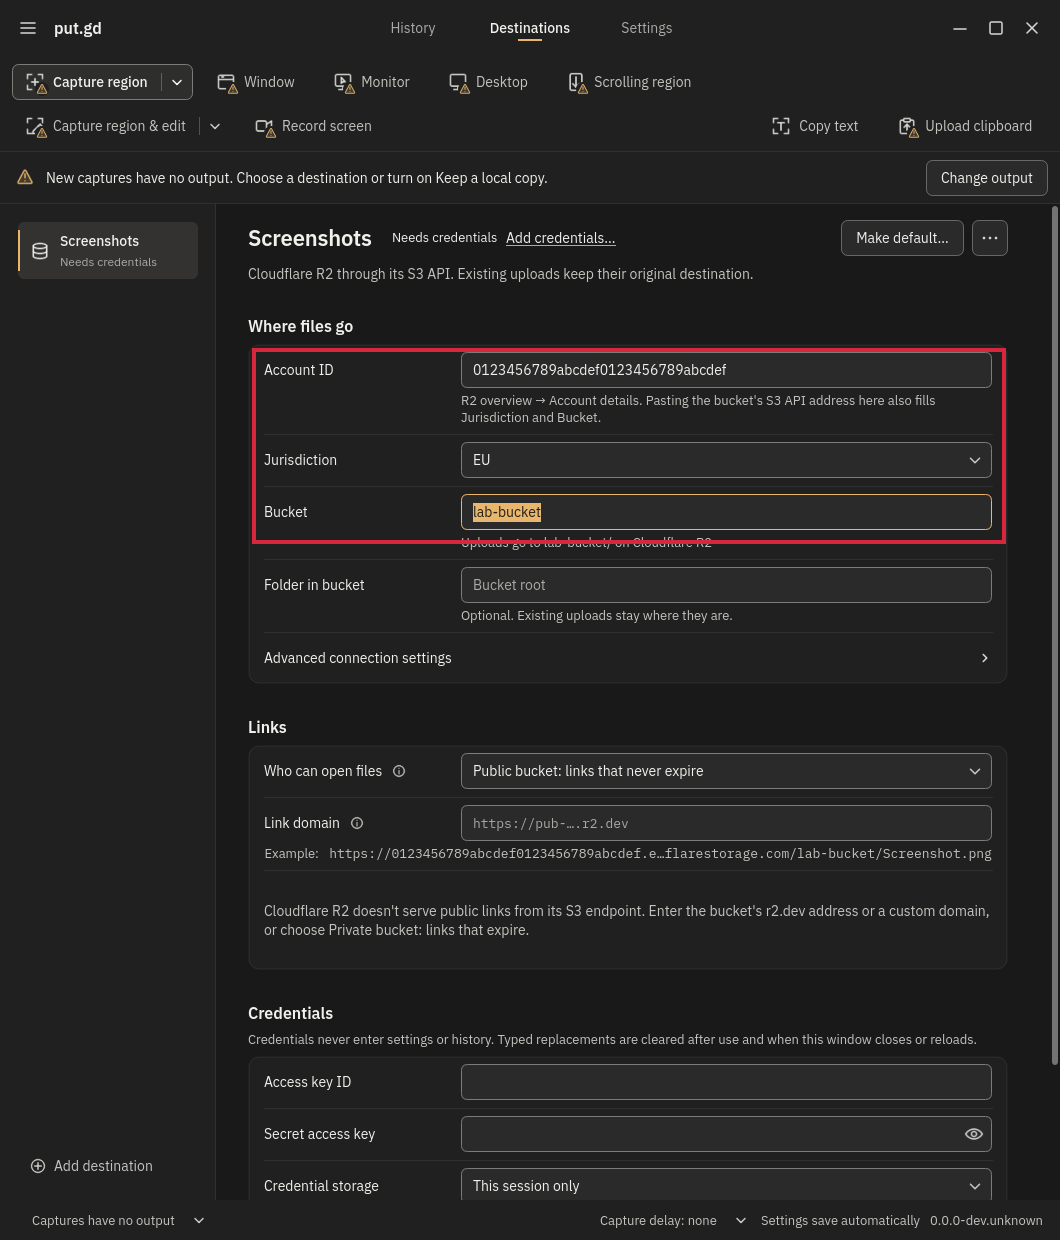 put.gd
History
Destinations
Settings
Capture region
Window
Monitor
Desktop
Scrolling region
Capture region & edit
Record screen
Copy text
Upload clipboard
New captures have no output. Choose a destination or turn on Keep a local copy.
Change output
Screenshots
Needs credentials
Screenshots
Needs credentials
Add credentials...
Make default...
Cloudflare R2 through its S3 API. Existing uploads keep their original destination.
Where files go
Account ID
0123456789abcdef0123456789abcdef
R2 overview → Account details. Pasting the bucket's S3 API address here also fills
Jurisdiction and Bucket.
Jurisdiction
EU
Bucket
lab-bucket
Uploads go to lab-bucket/ on Cloudflare R2
Folder in bucket
Bucket root
Optional. Existing uploads stay where they are.
Advanced connection settings
Links
Who can open files
Public bucket: links that never expire
Link domain
https://pub-….r2.dev
Example: https://0123456789abcdef0123456789abcdef.e…flarestorage.com/lab-bucket/Screenshot.png
Cloudflare R2 doesn't serve public links from its S3 endpoint. Enter the bucket's r2.dev address or a custom domain,
or choose Private bucket: links that expire.
Credentials
Credentials never enter settings or history. Typed replacements are cleared after use and when this window closes or reloads.
Access key ID
Secret access key
Credential storage
This session only
Add destination
Captures have no output
Capture delay: none
Settings save automatically
0.0.0-dev.unknown